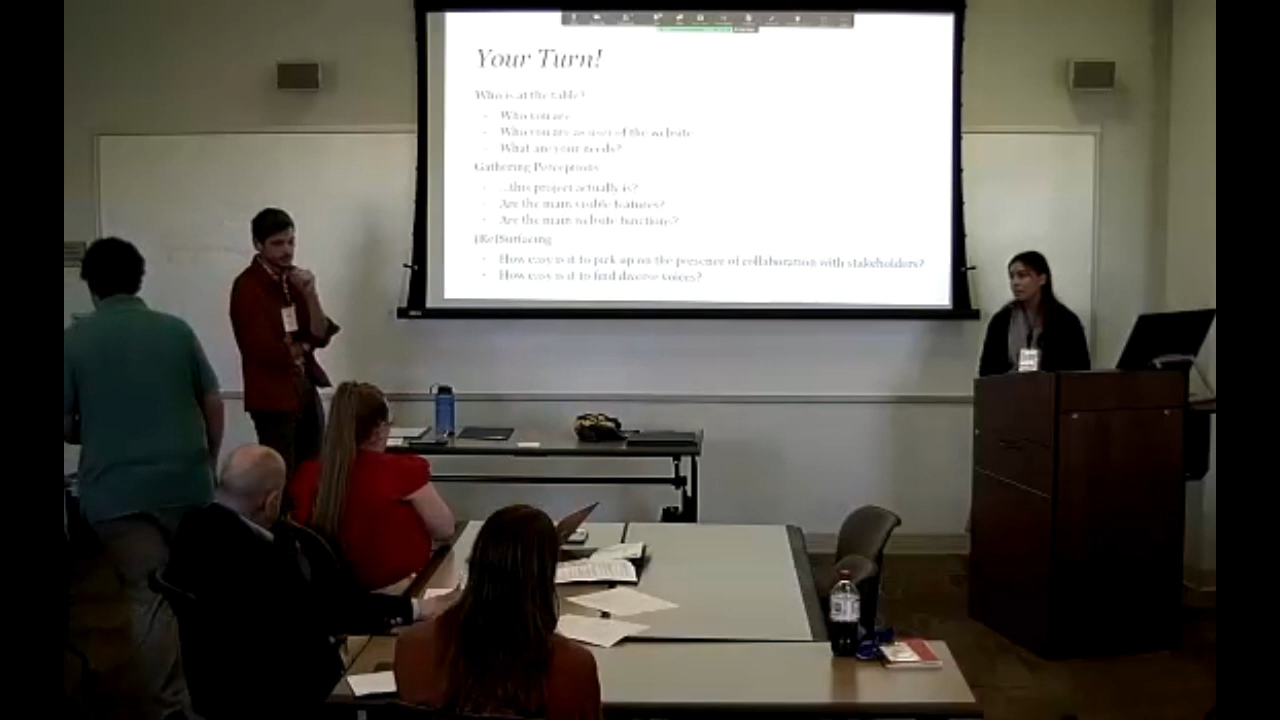 Your Turn!
Who is at the table?
- Who you are
- Who you are as user of the website
- What are your needs?
Gathering Perceptions
- ...this project actually is?
- Are the main visible features?
- Are the main website functions?
[Re]Surfacing
- How easy is it to pick up on the presence of collaboration with stakeholders?
- How easy is it to find diverse voices?